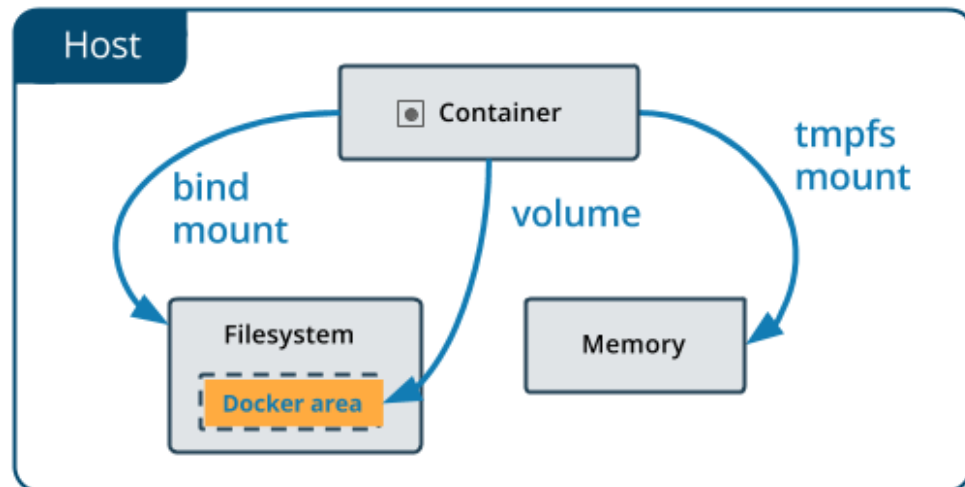 Host
Container
bind
mount
volume
tmpfs
mount
Filesystem
Docker area
Memory